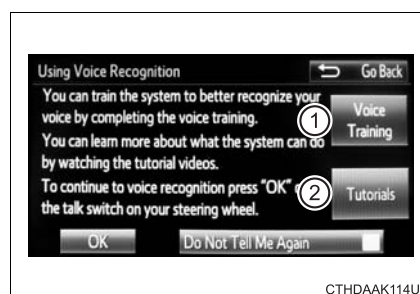 Using Voice Recognition
Go Back
You can train the system to better recognize your
voice by completing the voice training.
You can learn more about what the system can do
by watching the tutorial videos.
To continue to voice recognition press "OK"
the talk switch on your steering wheel.
1
Voice
Training
2
Tutorials
OK
Do Not Tell Me Again
CTHDAAK114U